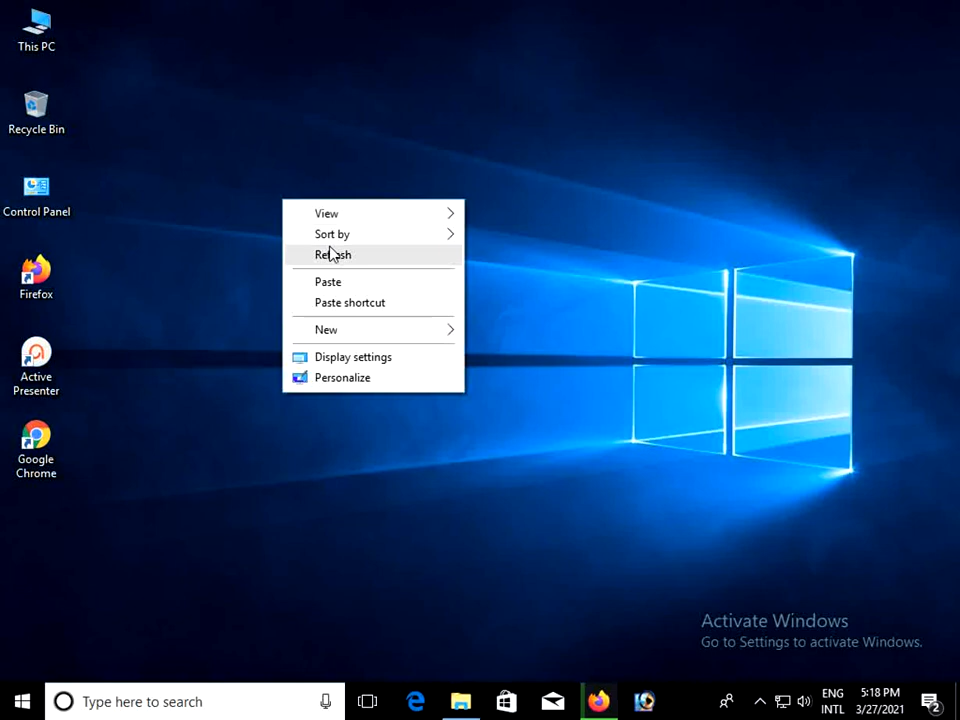 This PC
Recycle Bin
Control Panel
Firefox
Active
Presenter
Google
Chrome
View
Sort by
Refresh
Paste
Paste shortcut
New
Display settings
Personalize
Activate Windows
Go to Settings to activate Windows.
Type here to search
ENG
INTL
5:18 PM
3/27/2021
2